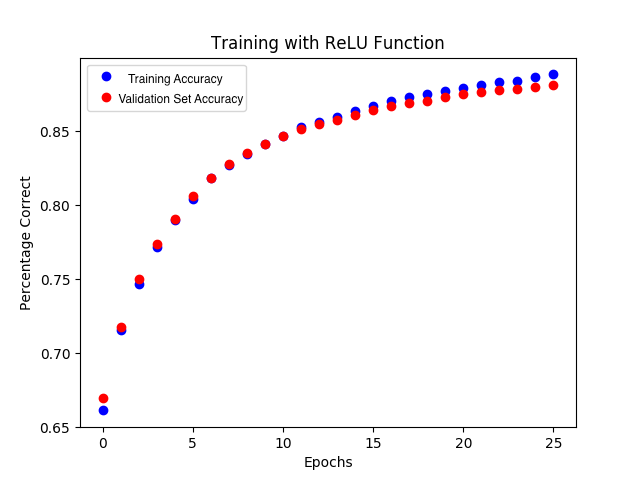 Training with ReLU Function
Training Accuracy
Validation Set Accuracy
Percentage Correct
0.85
0.80
0.75
0.70
0.65
0
5
10
15
20
25
Epochs